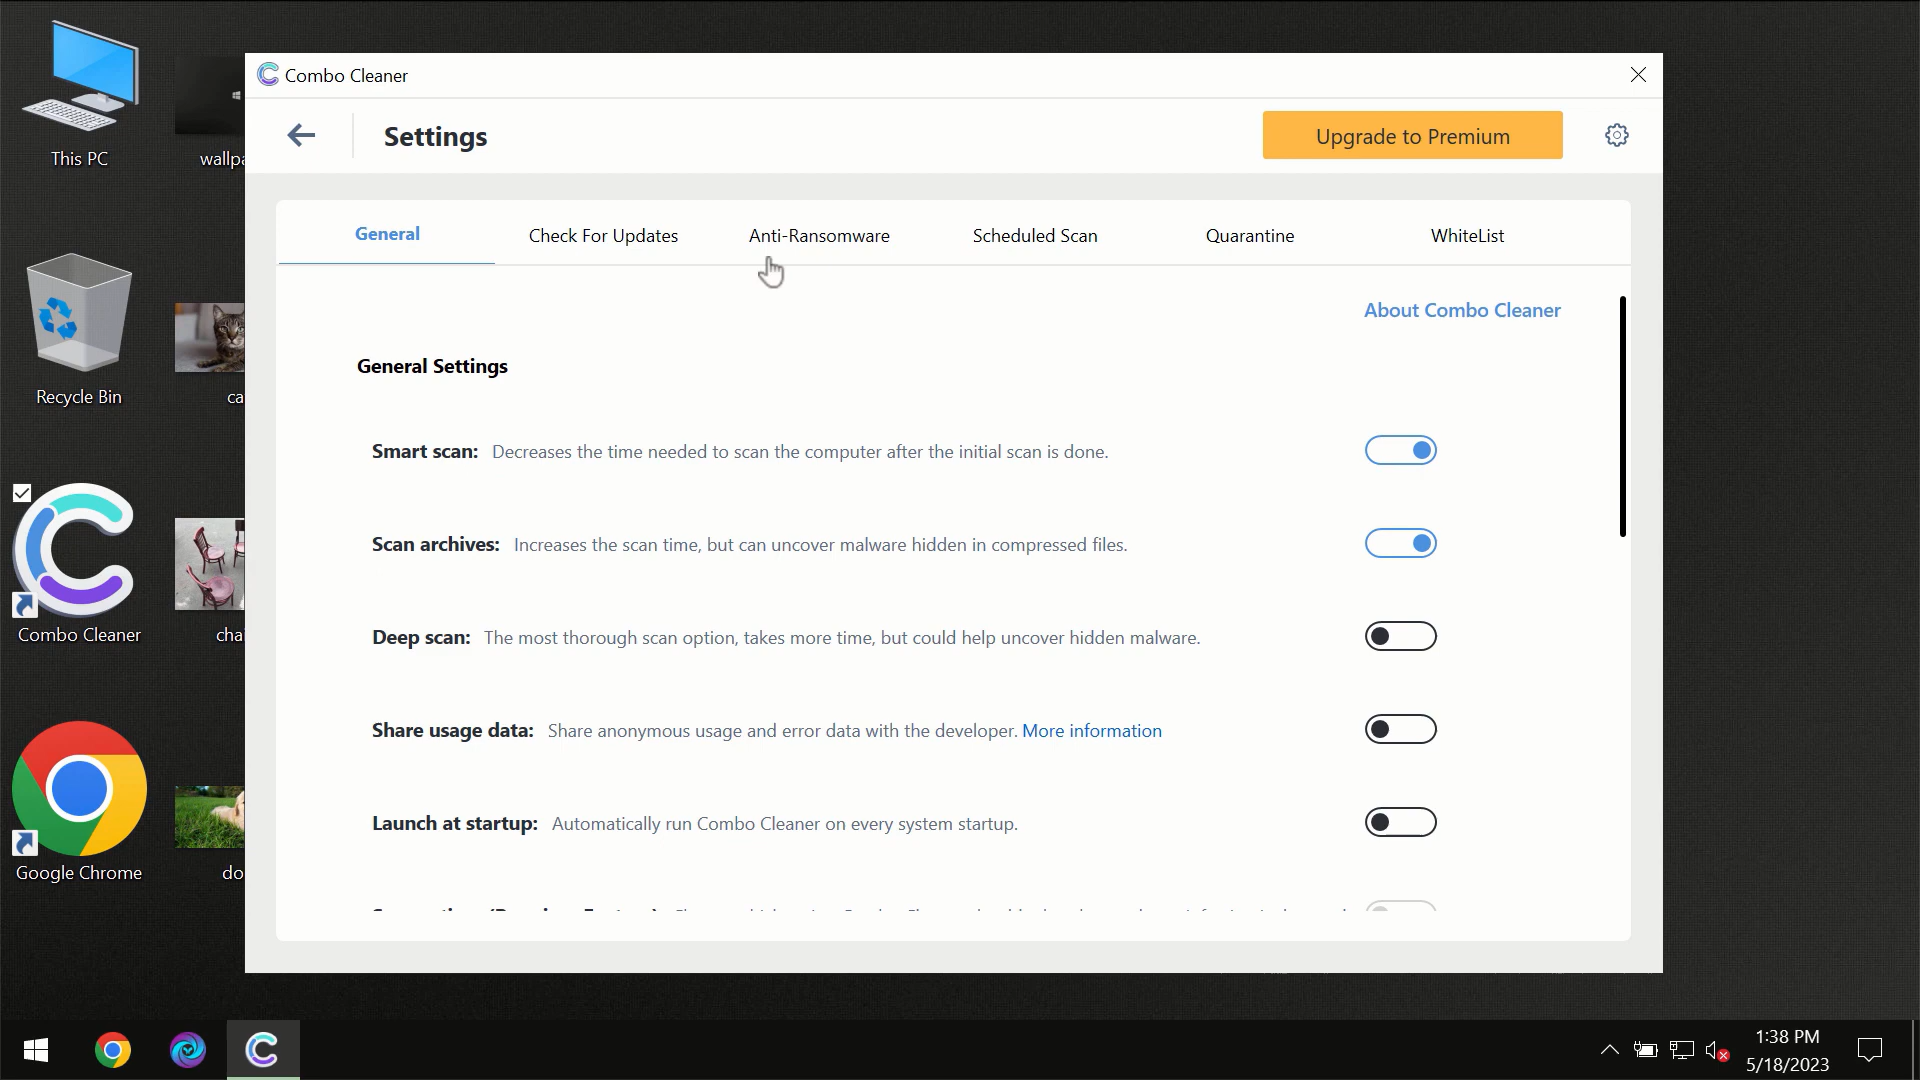 This PC
wallpa
Recycle Bin
ca
Combo Cleaner
chai
Google Chrome
do
Combo Cleaner
Settings
Upgrade to Premium
General
Check For Updates
Anti-Ransomware
Scheduled Scan
Quarantine
WhiteList
About Combo Cleaner
General Settings
Smart scan: Decreases the time needed to scan the computer after the initial scan is done.
Scan archives: Increases the scan time, but can uncover malware hidden in compressed files.
Deep scan: The most thorough scan option, takes more time, but could help uncover hidden malware.
Share usage data: Share anonymous usage and error data with the developer. More information
Launch at startup: Automatically run Combo Cleaner on every system startup.
1:38 PM
5/18/2023